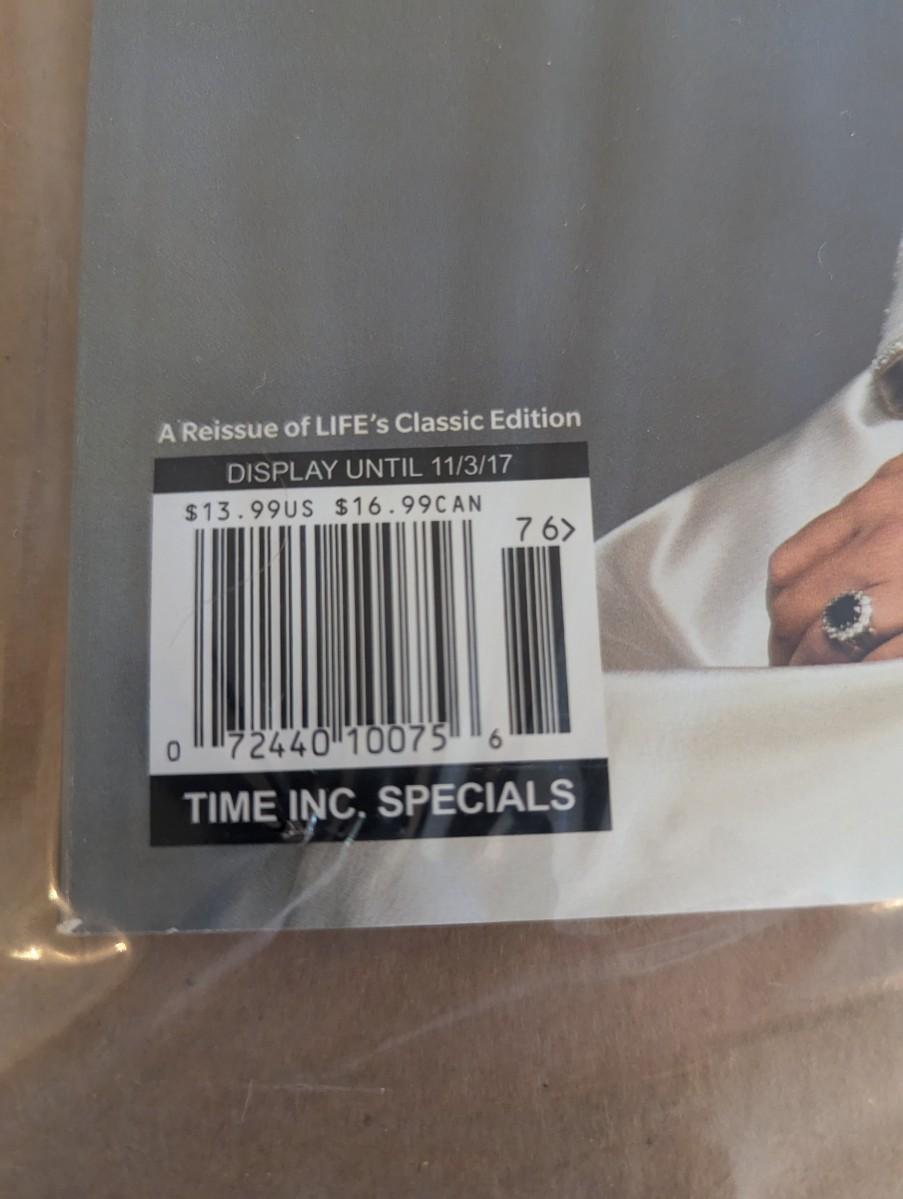 A Reissue of LIFE's Classic Edition
DISPLAY UNTIL 11/3/17
$13.99US $16.99CAN
76>
0 72440 10075 6
TIME INC. SPECIALS